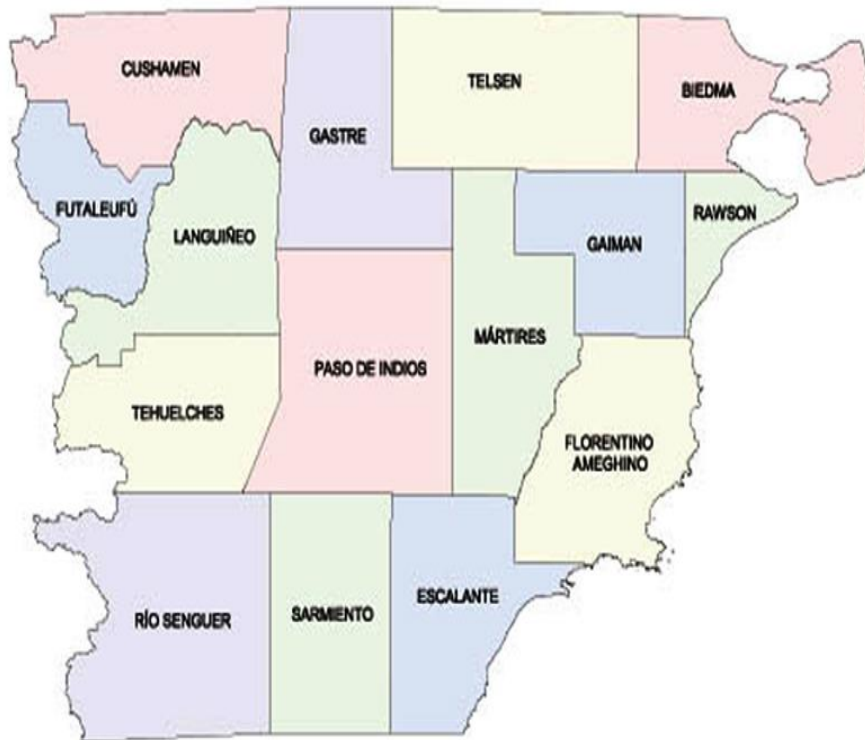 CUSHAMEN
TELSEN
BIEDMA
GASTRE
FUTALEUFÚ
LANGUIÑEO
RAWSON
GAIMAN
MÁRTIRES
PASO DE INDIOS
TEHUELCHES
FLORENTINO
AMEGHINO
ESCALANTE
SARMIENTO
RÍO SENGUER